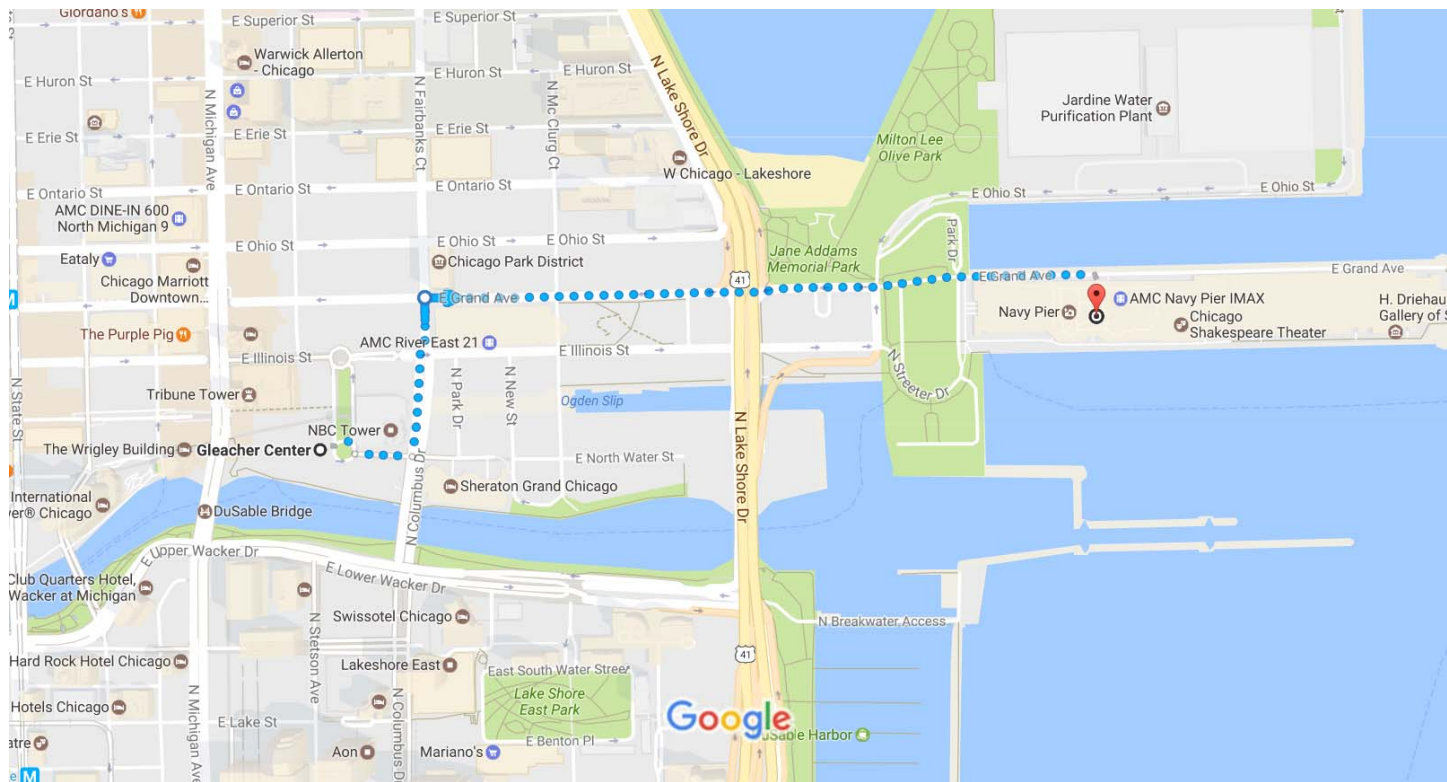 Giordano's
E Superior St
E Superior St
Warwick Allerton
- Chicago
E Huron St
E Huron St
E Huron St
N Michigan Ave
N Fairbanks Ct
N Mc Clurg Ct
N Lake Shore Dr
Jardine Water
Purification Plant
E Erie St
E Erie St
E Erie St
Milton Lee
Olive Park
W Chicago - Lakeshore
E Ontario St
E Ontario St
E Ontario St
E Ohio St
E Ohio St
AMC DINE-IN 600
North Michigan 9
E Ohio St
E Ohio St
E Ohio St
Park Dr
Eataly
Chicago Park District
Jane Addams
Memorial Park
Chicago Marriott
Downtown...
41
E Grand Ave
E Grand Ave
E Grand Ave
M
AMC Navy Pier IMAX
Navy Pier
Chicago
Shakespeare Theater
H. Driehau
Gallery of S
The Purple Pig
AMC River East 21
E Illinois St
E Illinois St
N State St
Tribune Tower
N Park Dr
N New St
Ogden Slip
N Streeter Dr
NBC Tower
The Wrigley Building
Gleacher Center
N Columbus Dr
E North Water St
N Lake Shore Dr
Sheraton Grand Chicago
International
wer® Chicago
DuSable Bridge
E Upper Wacker Dr
E Lower Wacker Dr
Club Quarters Hotel,
Wacker at Michigan
Swissotel Chicago
N Stetson Ave
N Breakwater Access
Hard Rock Hotel Chicago
Lakeshore East
East South Water Street
41
Hotels Chicago
N Michigan Ave
N Columbus Dr
Lake Shore
East Park
Google
E Lake St
DuSable Harbor
atre
Aon
Mariano's
E Benton Pl
M